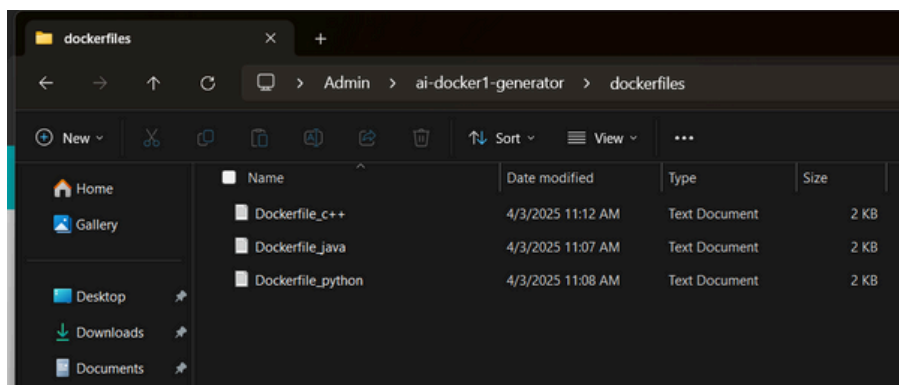 dockerfiles
Admin > ai-docker1-generator > dockerfiles
New Sort View
Name Date modified Type Size
Home
Dockerfile_c++ 4/3/2025 11:12 AM Text Document 2 KB
Gallery
Dockerfile_java 4/3/2025 11:07 AM Text Document 2 KB
Dockerfile_python 4/3/2025 11:08 AM Text Document 2 KB
Desktop
Downloads
Documents